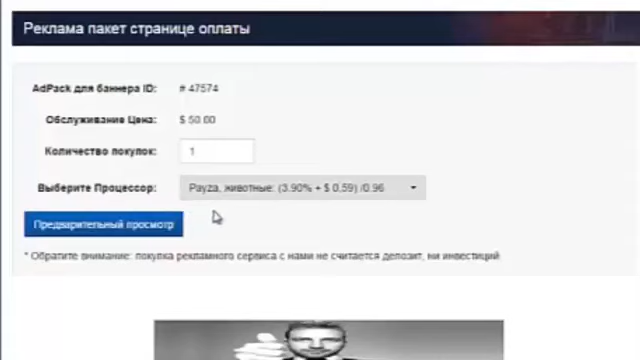 Реклама пакет странице оплаты
AdPack для баннера ID: # 47574
Обслуживание Цена: $ 50.00
Количество покупок: 1
Выберите Процессор: Payza, животные: (3.90% + $ 0,59) /0.96
Предварительный просмотр
* Обратите внимание: покупка рекламного сервиса с нами не считается депозит, ни инвестиций